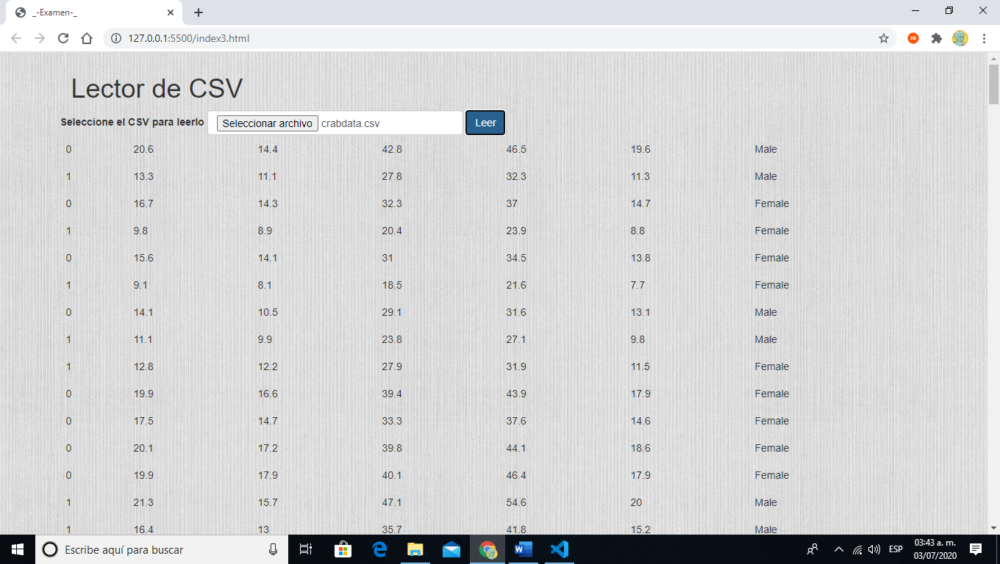 _-Examen-_
127.0.0.1:5500/index3.html
Lector de CSV
Seleccione el CSV para leerlo Seleccionar archivo crabdata.csv Leer
0 20.6 14.4 42.8 46.5 19.6 Male
1 13.3 11.1 27.8 32.3 11.3 Male
0 16.7 14.3 32.3 37 14.7 Female
1 9.8 8.9 20.4 23.9 8.8 Female
0 15.6 14.1 31 34.5 13.8 Female
1 9.1 8.1 18.5 21.6 7.7 Female
0 14.1 10.5 29.1 31.6 13.1 Male
1 11.1 9.9 23.8 27.1 9.8 Male
1 12.8 12.2 27.9 31.9 11.5 Female
0 19.9 16.6 39.4 43.9 17.9 Female
0 17.5 14.7 33.3 37.6 14.6 Female
0 20.1 17.2 39.8 44.1 18.6 Female
0 19.9 17.9 40.1 46.4 17.9 Female
1 21.3 15.7 47.1 54.6 20 Male
1 16.4 13 35.7 41.8 15.2 Male
Escribe aquí para buscar
ESP
03:43 a. m.
03/07/2020